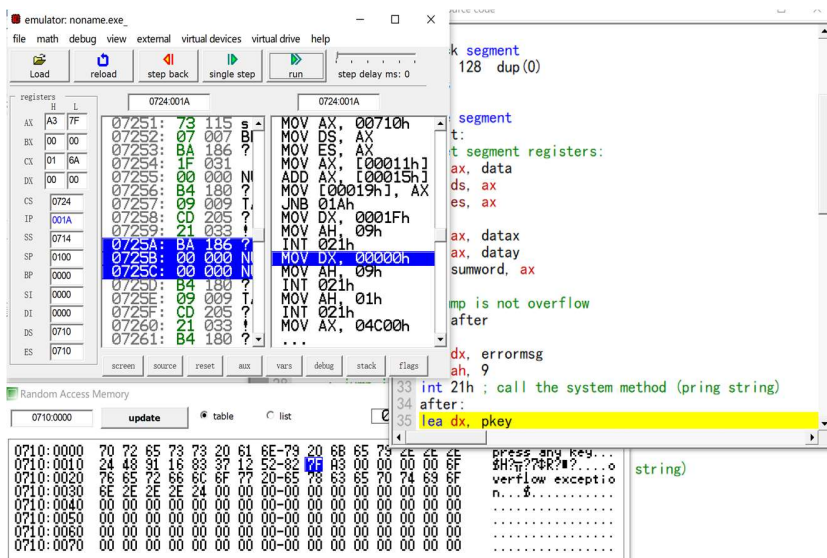 emulator: noname.exe_
file math debug view external virtual devices virtual drive help
Load reload step back single step run step delay ms: 0
registers
H L
AX A3 7F
BX 00 00
CX 01 6A
DX 00 00
CS 0724
IP 001A
SS 0714
SP 0100
BP 0000
SI 0000
DI 0000
DS 0710
ES 0710
0724:001A
07251: 73 115 s
07252: 07 007
07253: BA 186 ?
07254: 1F 031
07255: 00 000
07256: B4 180 ?
07257: 09 009
07258: CD 205 ?
07259: 21 033 !
0725A: BA 186 ?
0725B: 00 000
0725C: 00 000
0725D: B4 180 ?
0725E: 09 009
0725F: CD 205 ?
07260: 21 033 !
07261: B4 180 ?
0724:001A
MOV AX, 00710h
MOV DS, AX
MOV ES, AX
MOV AX, [00011h]
ADD AX, [00015h]
MOV [00019h], AX
JNB 01Ah
MOV DX, 0001Fh
MOV AH, 09h
INT 021h
MOV DX, 00000h
MOV AH, 09h
INT 021h
MOV AH, 01h
INT 021h
MOV AX, 04C00h
...
screen source reset aux vars debug stack flags
k segment
128 dup(0)
segment
t:
t segment registers:
ax, data
ds, ax
es, ax
ax, datax
ax, datay
sumword, ax
mp is not overflow
after
dx, errormsg
ah, 9
33 int 21h ; call the system method (pring string)
34 after:
35 lea dx, pkey
string)
Random Access Memory
0710:0000 update table list
0710:0000 70 72 65 73 73 20 61 6E-79 20 6B 65 79 2E 2E 2E press any key...
0710:0010 24 48 91 16 83 37 12 52-82 7F A3 00 00 00 00 6F
0710:0020 76 65 72 66 6C 6F 77 20-65 78 63 65 70 74 69 6F verflow exceptio
0710:0030 6E 2E 2E 2E 24 00 00 00-00 00 00 00 00 00 00 00 n...$...........
0710:0040 00 00 00 00 00 00 00 00-00 00 00 00 00 00 00 00 ................
0710:0050 00 00 00 00 00 00 00 00-00 00 00 00 00 00 00 00 ................
0710:0060 00 00 00 00 00 00 00 00-00 00 00 00 00 00 00 00 ................
0710:0070 00 00 00 00 00 00 00 00-00 00 00 00 00 00 00 00 ................